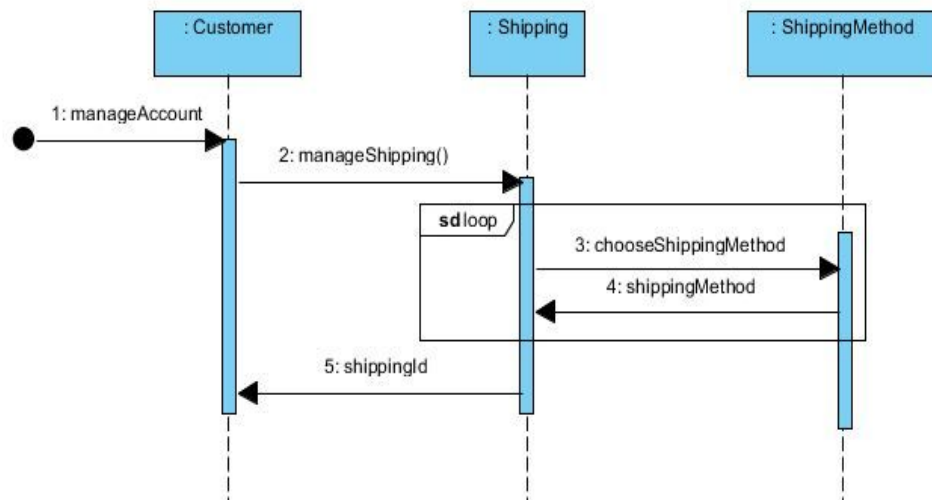 : Customer
: Shipping
: ShippingMethod
1: manageAccount
2: manageShipping()
sd loop
3: chooseShippingMethod
4: shippingMethod
5: shippingId